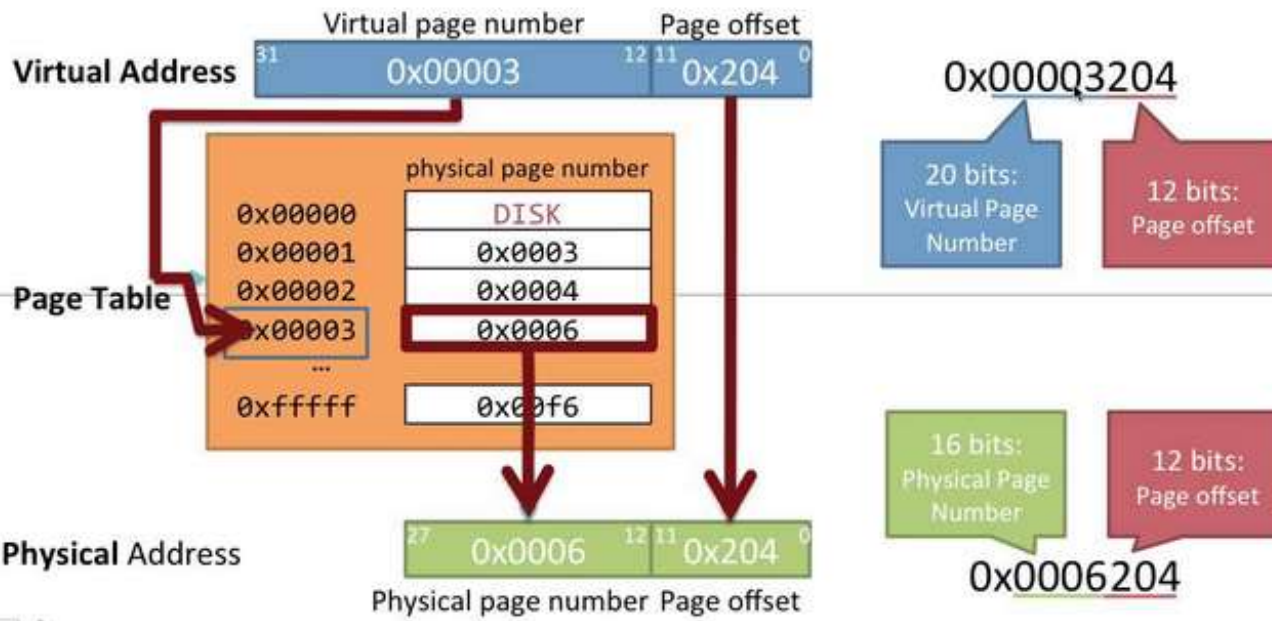 Virtual page number Page offset
Virtual Address 31 0x00003 12 11 0x204 0
0x00003204
20 bits:
Virtual Page
Number
12 bits:
Page offset
physical page number
0x00000 DISK
0x00001 0x0003
0x00002 0x0004
Page Table
0x00003 0x0006
...
0xfffff 0x00f6
16 bits:
Physical Page
Number
12 bits:
Page offset
Physical Address 27 0x0006 12 11 0x204 0
0x0006204
Physical page number Page offset